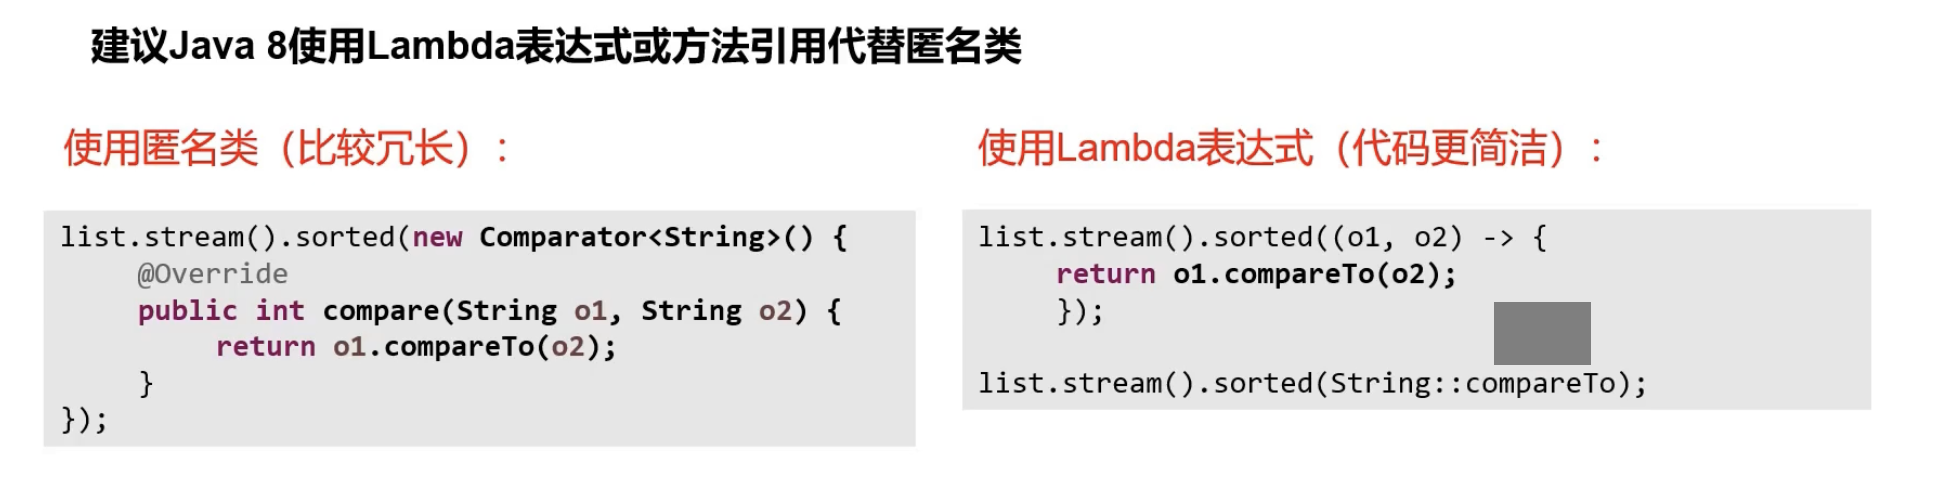 建议Java 8使用Lambda表达式或方法引用代替匿名类
使用匿名类（比较冗长）:
list.stream().sorted(new Comparator<String>() {
@Override
public int compare(String o1, String o2) {
return o1.compareTo(o2);
}
});
使用Lambda表达式（代码更简洁）:
list.stream().sorted((o1, o2) -> {
return o1.compareTo(o2);
});
list.stream().sorted(String::compareTo);